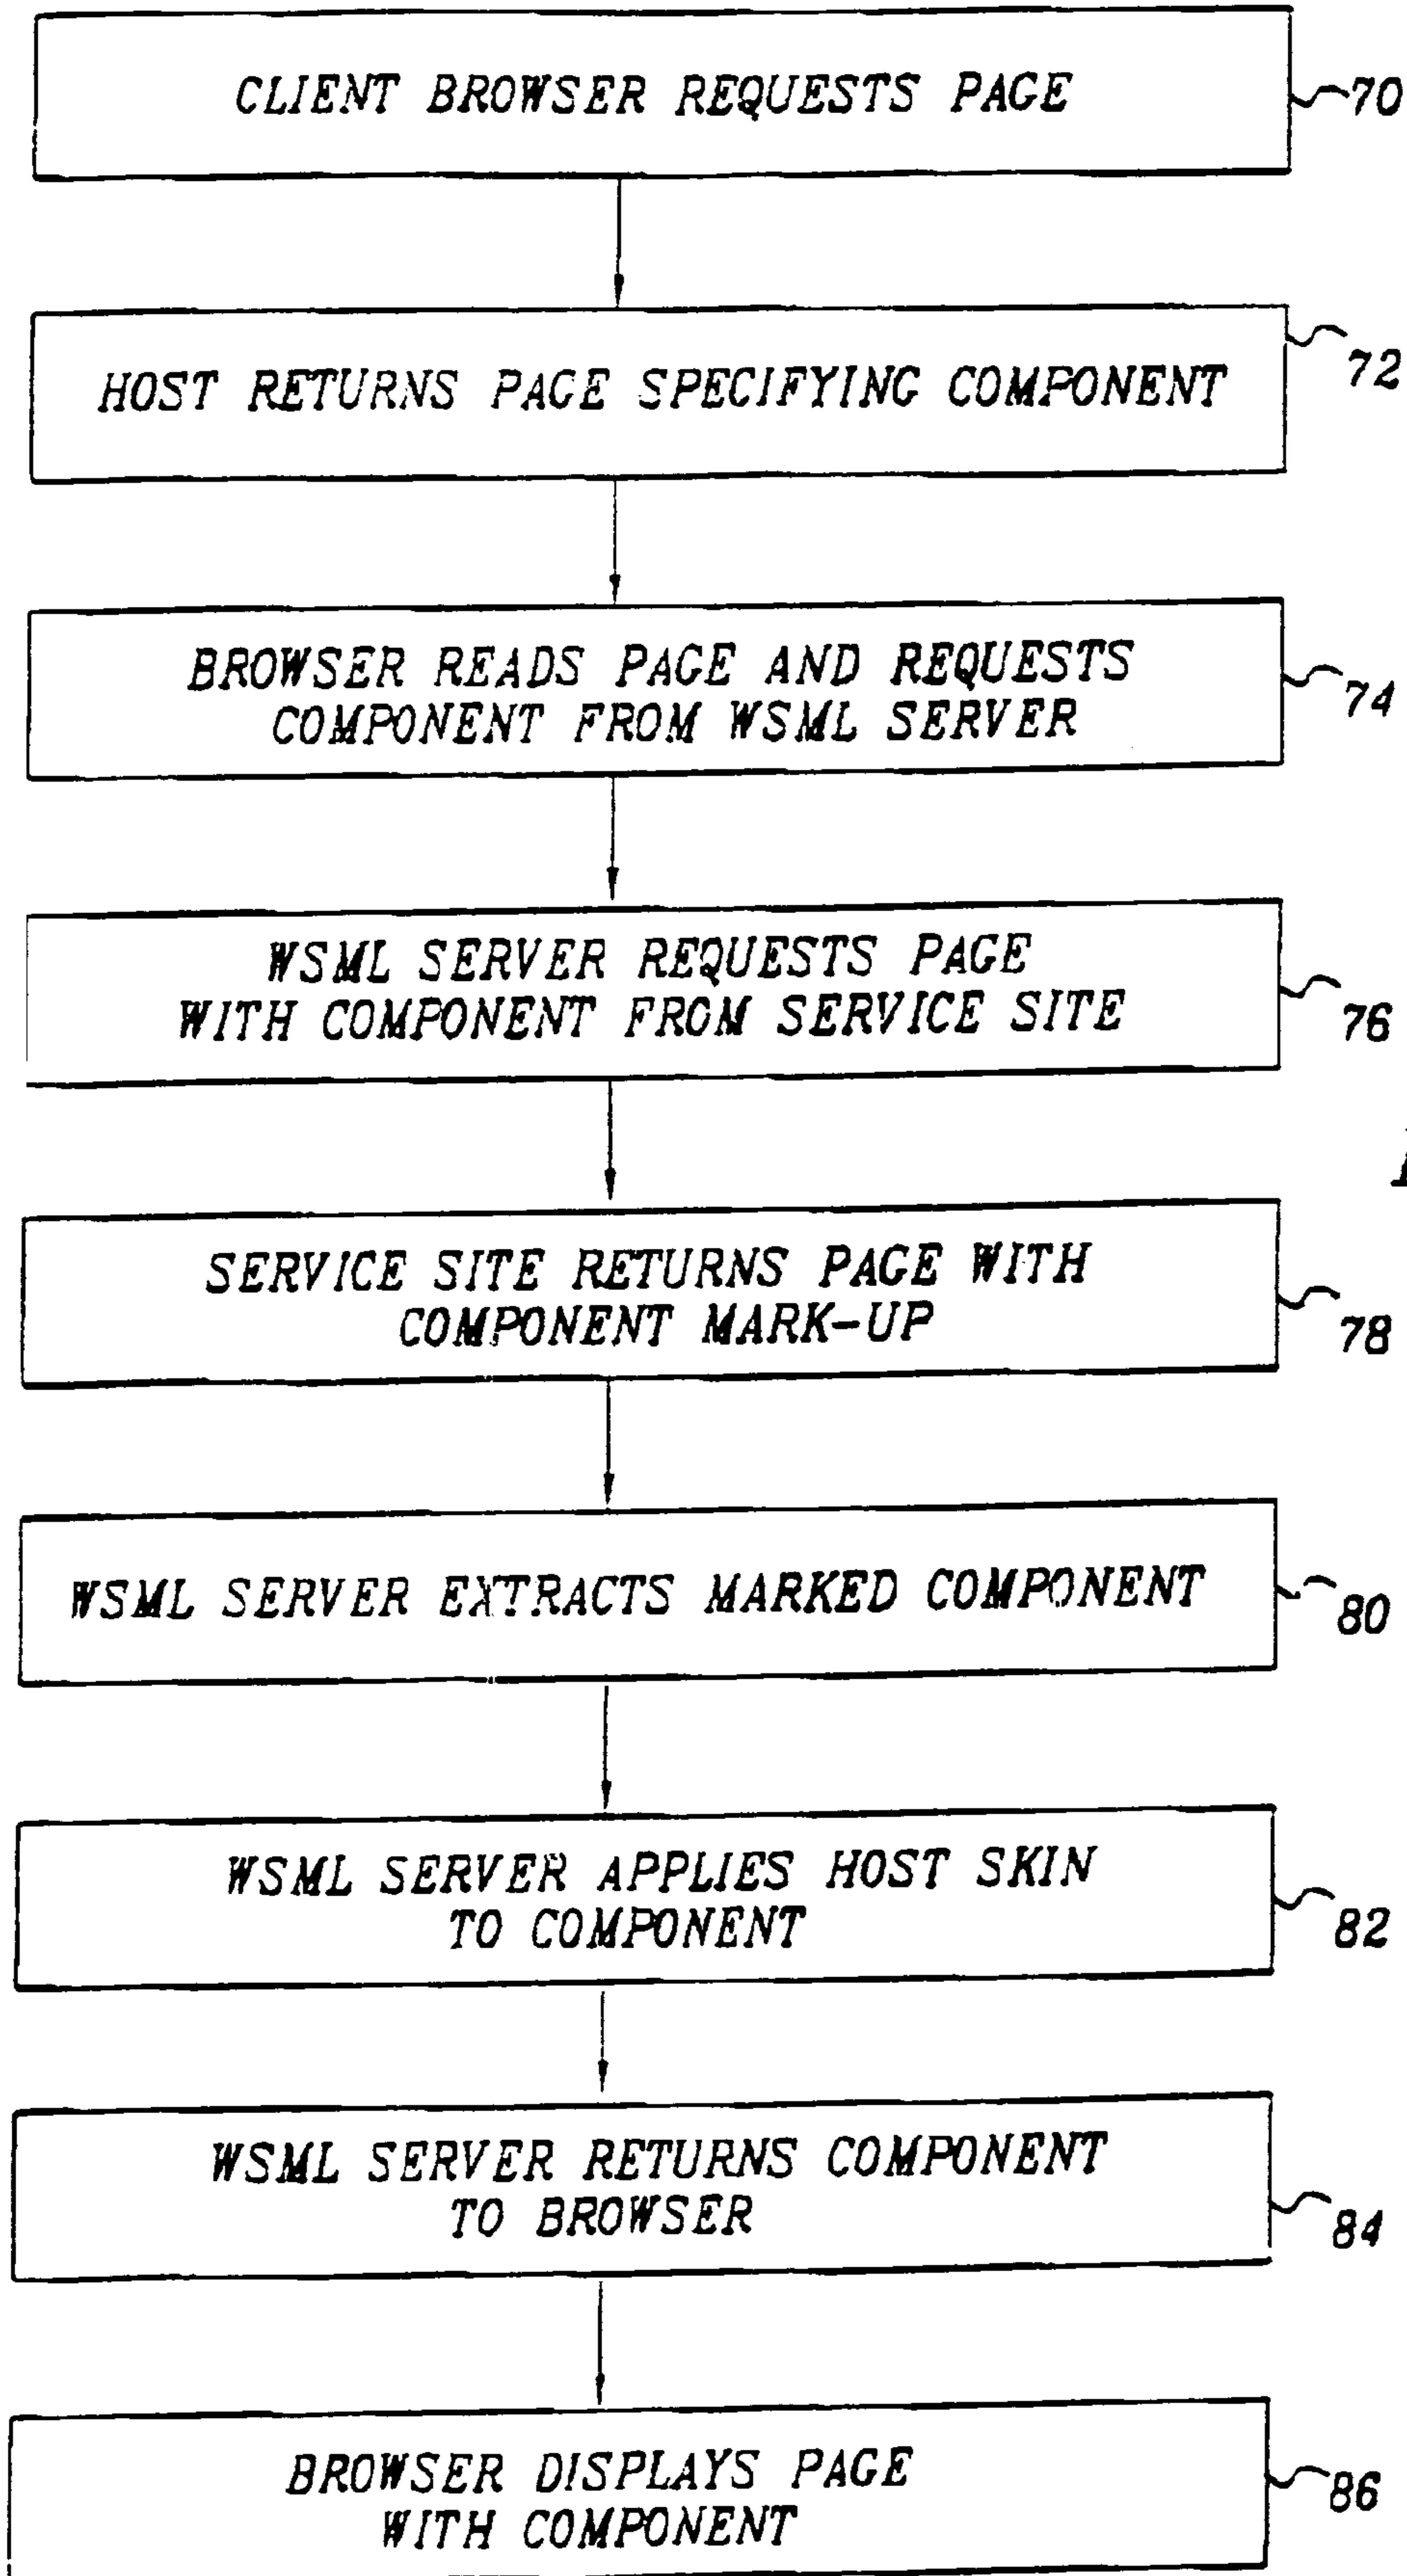 CLIENT BROWSER REQUESTS PAGE
70
HOST RETURNS PAGE SPECIFYING COMPONENT
72
BROWSER READS PAGE AND REQUESTS
COMPONENT FROM WSML SERVER
74
WSML SERVER REQUESTS PAGE
WITH COMPONENT FROM SERVICE SITE
76
SERVICE SITE RETURNS PAGE WITH
COMPONENT MARK-UP
78
WSML SERVER EXTRACTS MARKED COMPONENT
80
WSML SERVER APPLIES HOST SKIN
TO COMPONENT
82
WSML SERVER RETURNS COMPONENT
TO BROWSER
84
BROWSER DISPLAYS PAGE
WITH COMPONENT
86